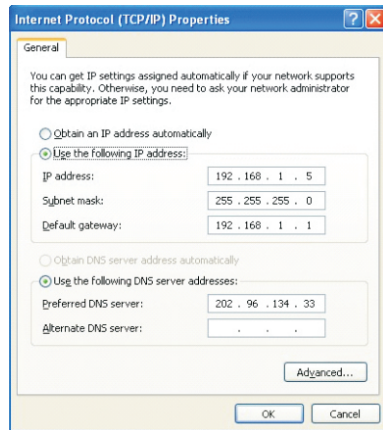 Internet Protocol (TCP/IP) Properties
General
You can get IP settings assigned automatically if your network supports
this capability. Otherwise, you need to ask your network administrator
for the appropriate IP settings.
Obtain an IP address automatically
Use the following IP address:
IP address: 192 . 168 . 1 . 5
Subnet mask: 255 . 255 . 255 . 0
Default gateway: 192 . 168 . 1 . 1
Obtain DNS server address automatically
Use the following DNS server addresses:
Preferred DNS server: 202 . 96 . 134 . 33
Alternate DNS server: . . .
Advanced...
OK Cancel